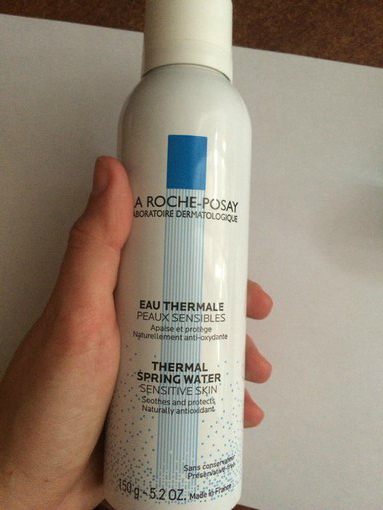 A ROCHE-POSAY
LABORATOIRE DERMATOLOGIQUE
EAU THERMALE
PEAUX SENSIBLES
Apaise et protège
Naturellement anti-oxydante
THERMAL
SPRING WATER
SENSITIVE SKIN
Soothes and protects
Naturally antioxidant
Sans conservateur
Preservative-free
150 g - 5.2 OZ. Made in France